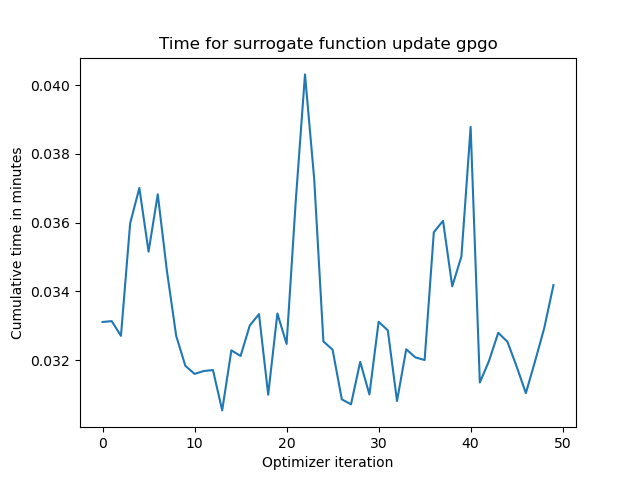 Time for surrogate function update gpgo
0.040
0.038
0.036
0.034
0.032
Cumulative time in minutes
0 10 20 30 40 50
Optimizer iteration